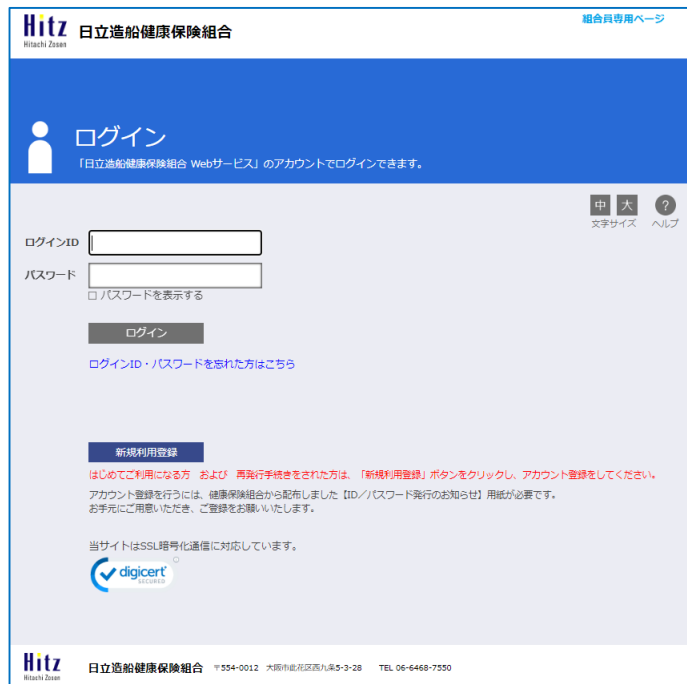 Hitz 日立造船健康保険組合 組合員専用ページ
Hitachi Zosen
ログイン
「日立造船健康保険組合 Webサービス」のアカウントでログインできます。
中 大 ?
文字サイズ ヘルプ
ログインID
パスワード
パスワードを表示する
ログイン
ログインID・パスワードを忘れた方はこちら
新規利用登録
はじめてご利用になる方 および 再発行手続きをされた方は、「新規利用登録」ボタンをクリックし、アカウント登録をしてください。
アカウント登録を行うには、健康保険組合から配布しました【ID/パスワード発行のお知らせ】用紙が必要です。
お手元にご用意いただき、ご登録をお願いいたします。
当サイトはSSL暗号化通信に対応しています。
digicert
SECURED
Hitz 日立造船健康保険組合 〒554-0012 大阪市此花区西九条5-3-28 TEL 06-6468-7550
Hitachi Zosen